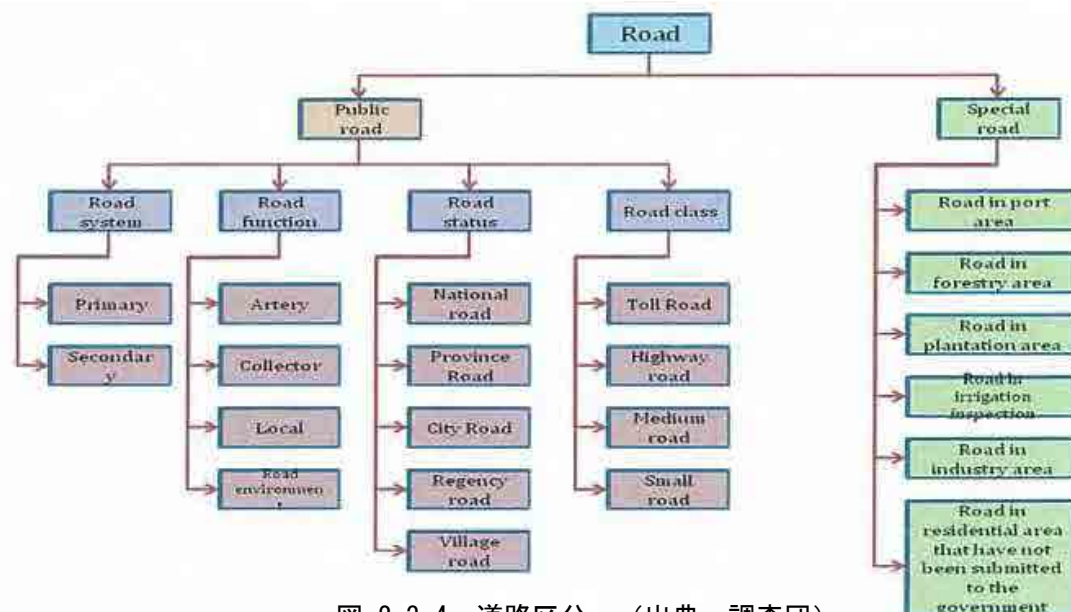 Road
Public
road
Special
road
Road
system
Road
function
Road
status
Road class
Primary
Secondar
y
Artery
Collector
Local
Road
environmen
National
road
Province
Road
City Road
Regency
road
Village
road
Toll Road
Highway
road
Medium
road
Small
road
Road in port
area
Road in
forestry area
Road in
plantation area
Road in
irrigation
inspection
Road in
industry area
Road in
residential area
that have not
been submitted
to the
government
図 2.3.4 道路区分 (出典 調査団)